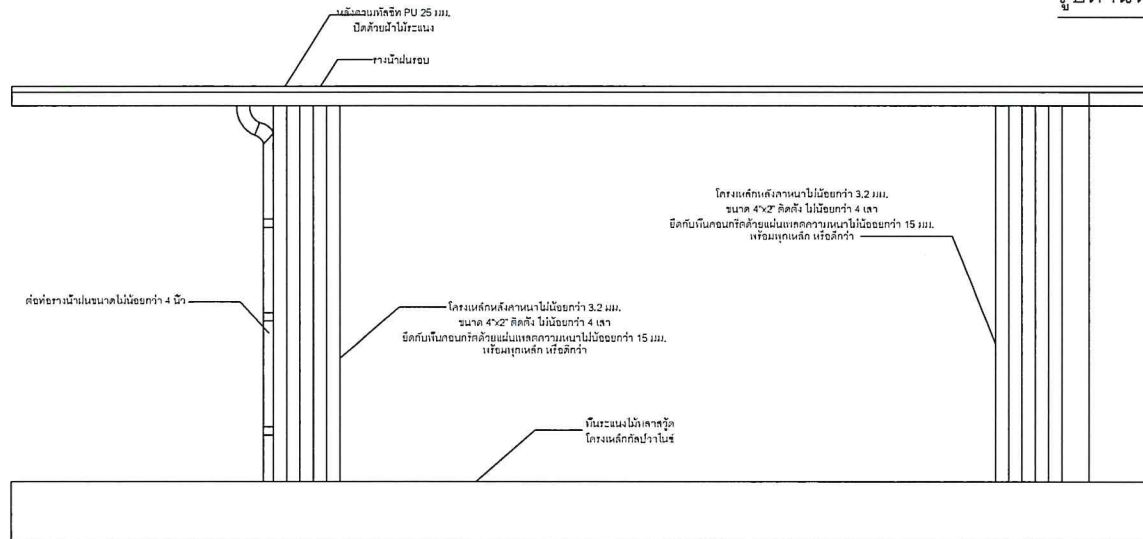 หลังคาเมทัลชีท PU 25 มม.
ปิดด้วยฝ้าไม้ระแนง
รางน้ำฝนรอบ
โครงเหล็กหลังคาหนาไม่น้อยกว่า 3.2 มม.
ขนาด 4"x2" ติดตั้ง ไม่น้อยกว่า 4 เสา
ยึดกับพื้นคอนกรีตด้วยแผ่นเพลตความหนาไม่น้อยกว่า 15 มม.
พร้อมพุกเหล็ก หรือดีกว่า
ต่อท่อรางน้ำฝนขนาดไม่น้อยกว่า 4 นิ้ว
โครงเหล็กหลังคาหนาไม่น้อยกว่า 3.2 มม.
ขนาด 4"x2" ติดตั้ง ไม่น้อยกว่า 4 เสา
ยึดกับพื้นคอนกรีตด้วยแผ่นเพลตความหนาไม่น้อยกว่า 15 มม.
พร้อมพุกเหล็ก หรือดีกว่า
พื้นระแนงไม้พลาสวู้ด
โครงเหล็กกัลป์วาไนซ์